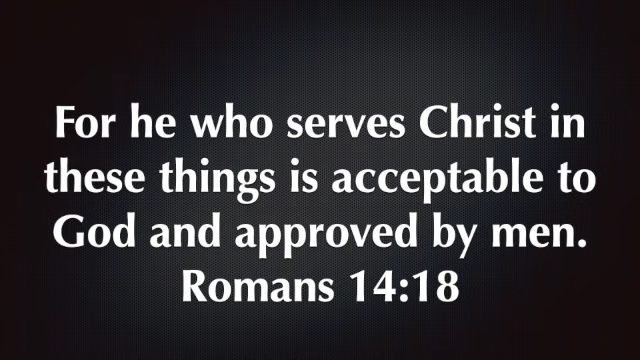 For he who serves Christ in
these things is acceptable to
God and approved by men.
Romans 14:18